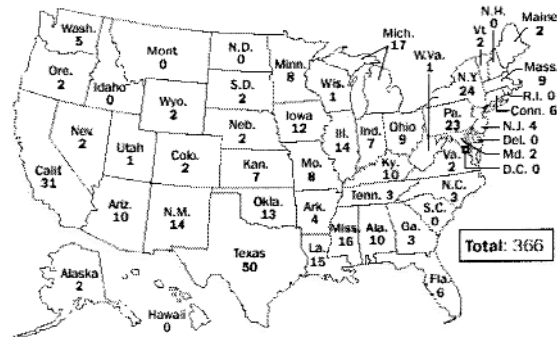 Wash.
5
Ore.
2
Calif.
31
Nev.
2
Idaho
0
Mont.
0
Wyo.
2
Utah
1
Colo.
2
Ariz.
10
N.M.
14
N.D.
0
S.D.
2
Neb.
2
Kan.
7
Okla.
13
Texas
50
Minn.
8
Iowa
12
Mo.
8
Ark.
4
La.
15
Wis.
1
Ill.
14
Mich.
17
Ind.
7
Ohio
9
Ky.
10
Tenn. 3
Miss.
16
Ala.
10
Ga.
3
Fla.
6
S.C.
0
N.C.
3
Va.
2
W.Va.
1
Pa.
23
N.Y.
24
Vt.
2
N.H.
0
Maine
2
Mass.
9
R.I. 0
Conn. 6
N.J. 4
Del. 0
Md. 2
D.C. 0
Alaska
2
Hawaii
0
Total: 366